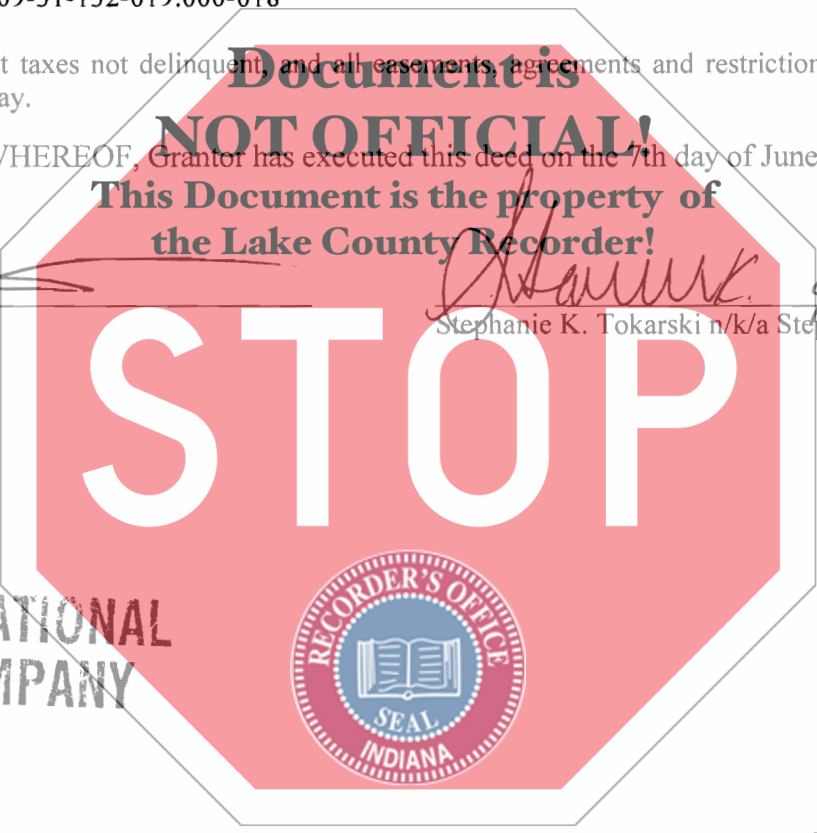 t taxes not delinquent, and all easements, agreements and restriction
ay.
Document is
NOT OFFICIAL!
WHEREOF, Grantor has executed this deed on the 7th day of June
This Document is the property of
the Lake County Recorder!
Stephanie K. Tokarski n/k/a Step
STOP
ATIONAL
MPANY
RECORDER'S OFFICE
SEAL
INDIANA